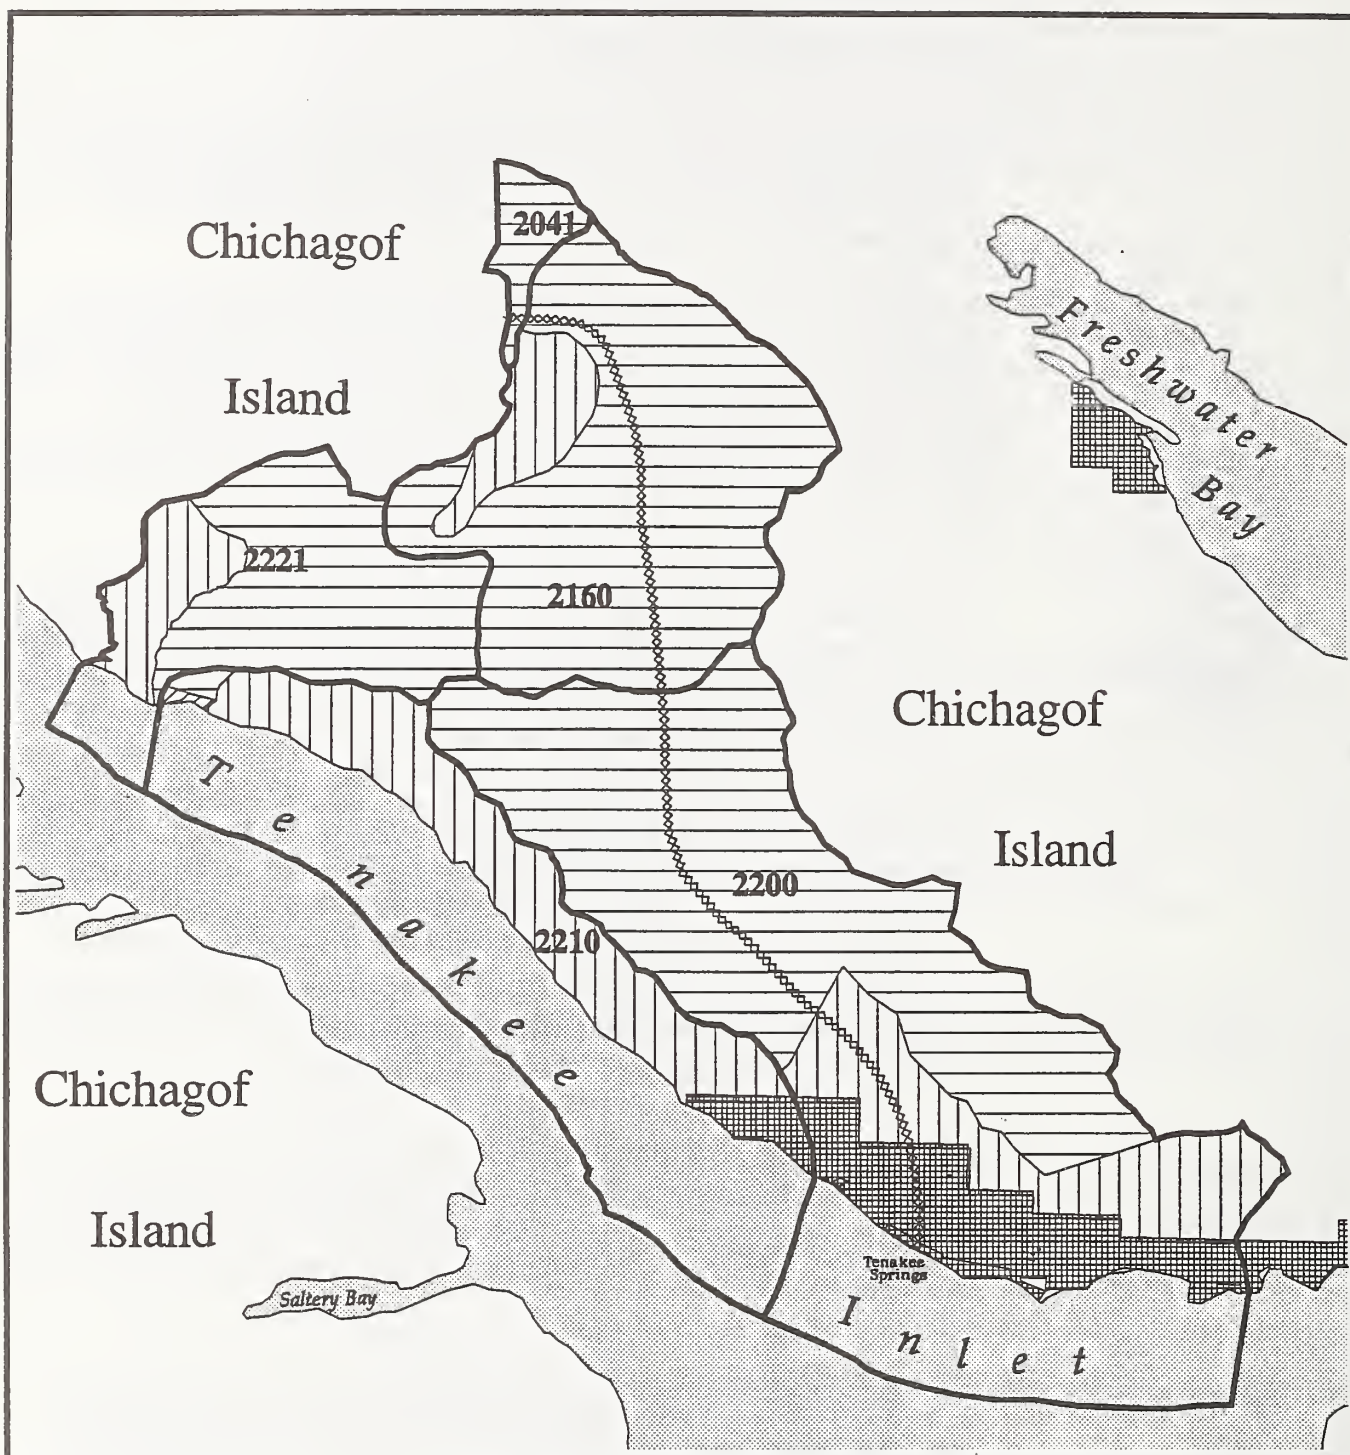 2041
Chichagof
Island
Freshwater
Bay
2221
2160
Chichagof
Island
Tenakee
2200
2210
Chichagof
Island
Tenakee
Springs
Saltery Bay
Inlet